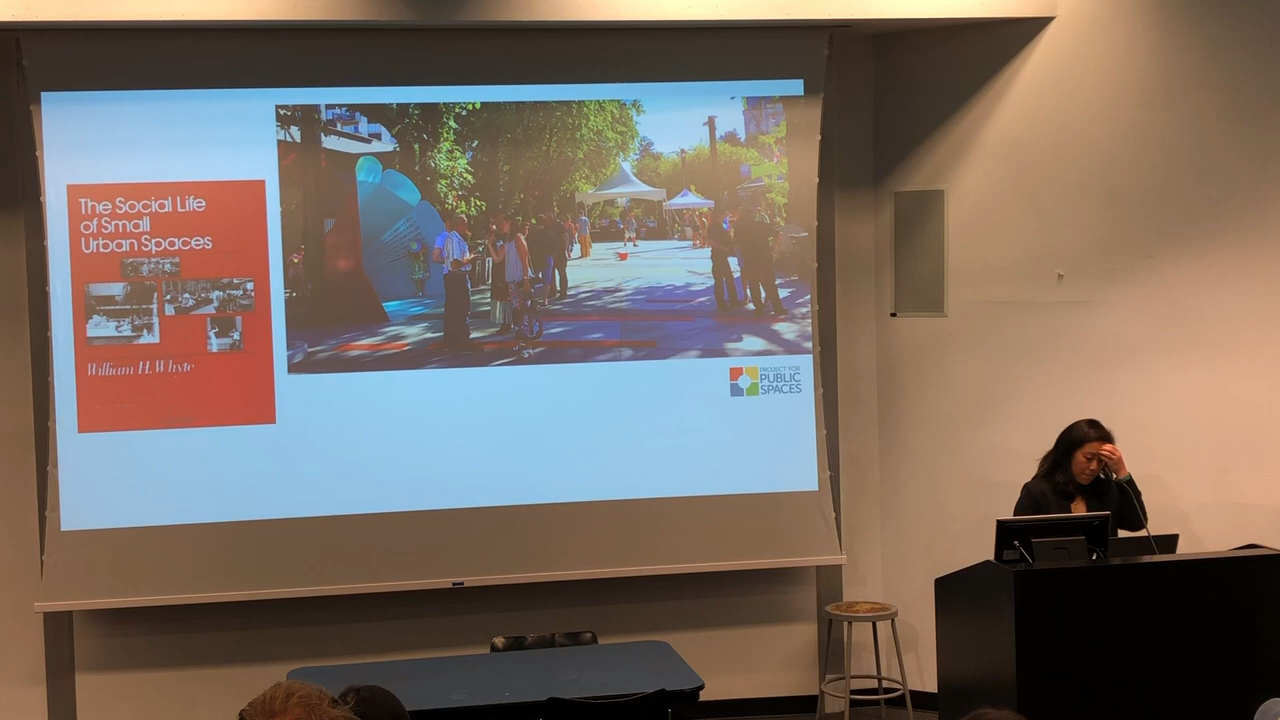 The Social Life
of Small
Urban Spaces
William H. Whyte
PROJECT FOR
PUBLIC
SPACES